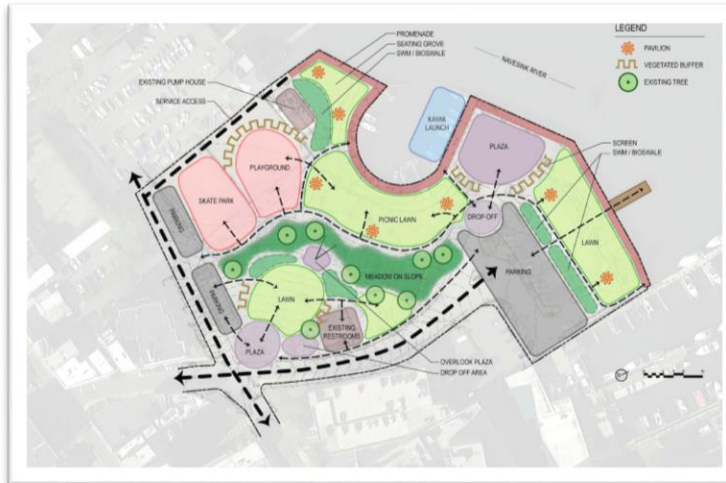 PROMENADE
SEATING GROVE
SWM / BIOSWALE
LEGEND
PAVILION
VEGETATED BUFFER
EXISTING TREE
NAVESINK RIVER
EXISTING PUMP HOUSE
SERVICE ACCESS
KAYAK
LAUNCH
PLAZA
SCREEN
SWM / BIOSWALE
PLAYGROUND
SKATE PARK
PICNIC LAWN
DROP-OFF
LAWN
PARKING
PARKING
MEADOW ON SLOPE
PARKING
LAWN
EXISTING
RESTROOMS
PLAZA
OVERLOOK PLAZA
DROP OFF AREA